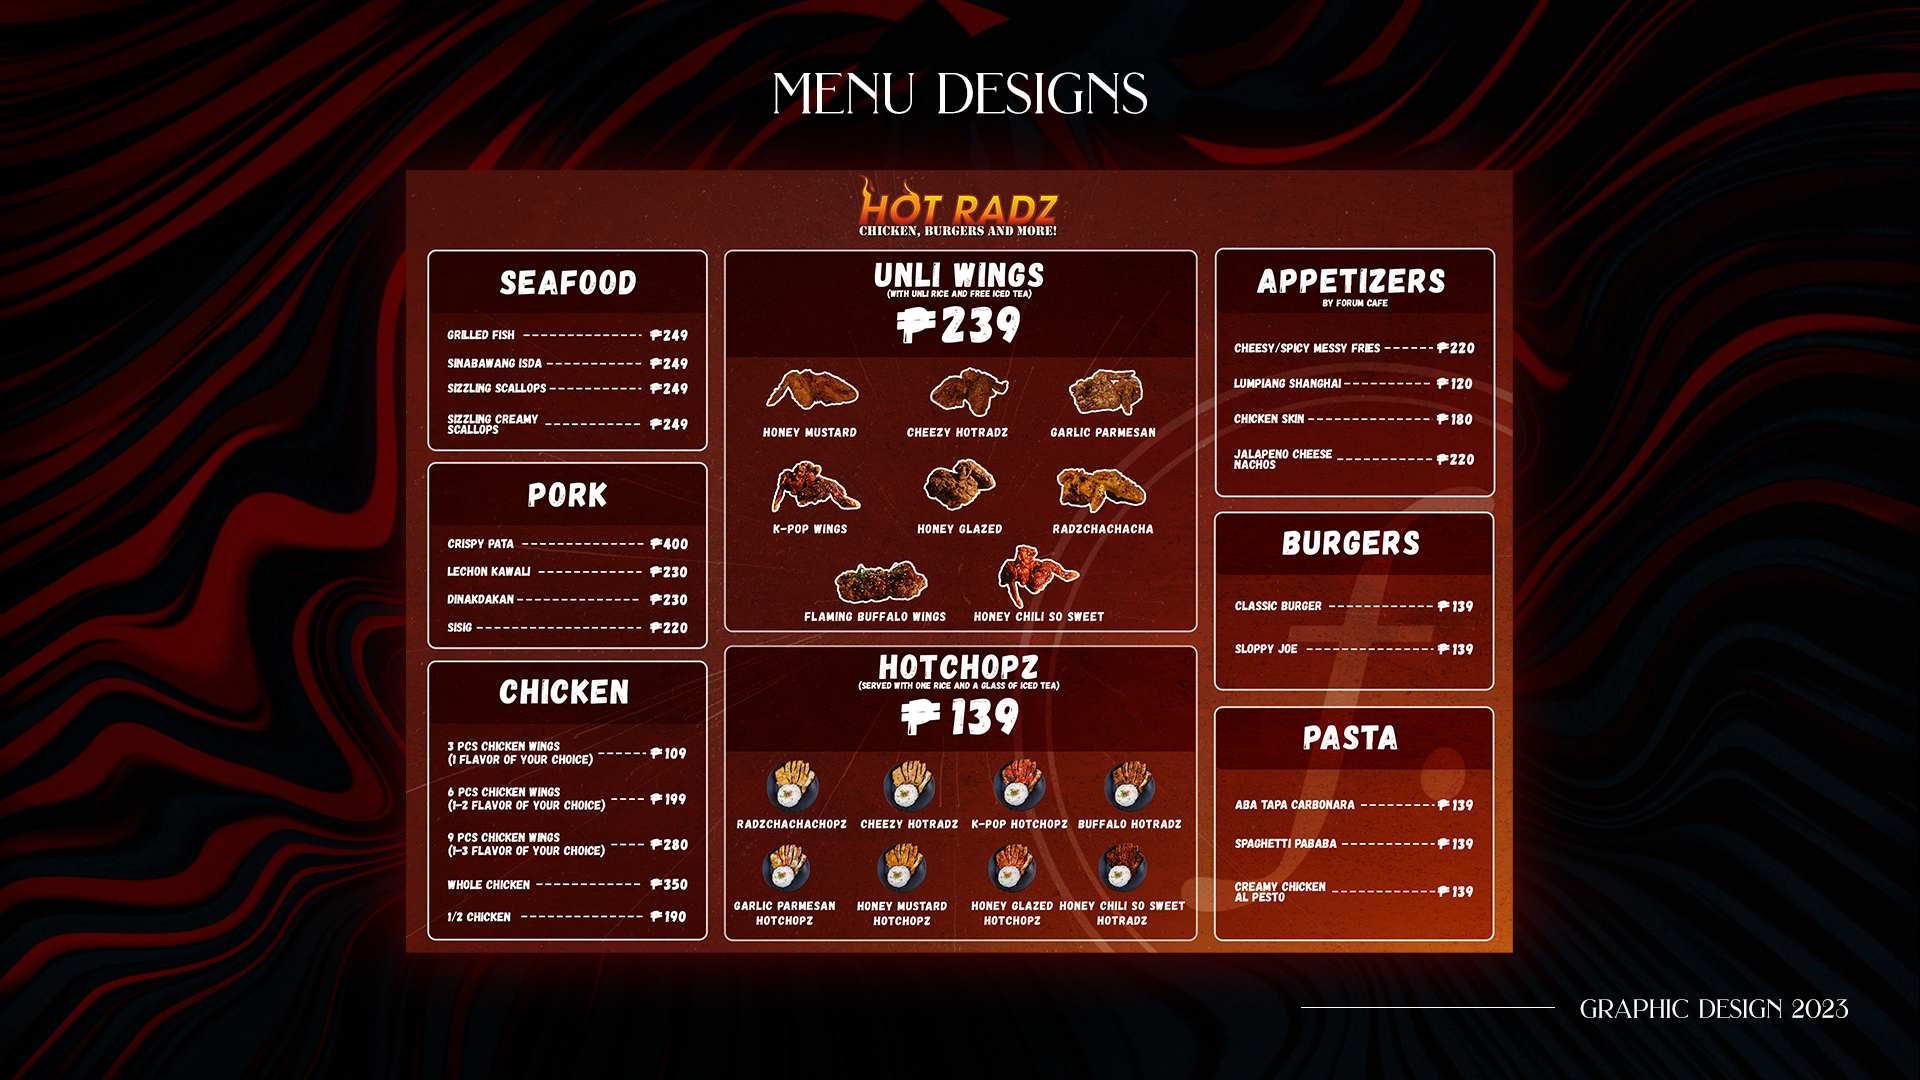 MENU DESIGNS
HOT RADZ
CHICKEN, BURGERS AND MORE!
SEAFOOD
GRILLED FISH ₱249
SINABAWANG ISDA ₱249
SIZZLING SCALLOPS ₱249
SIZZLING CREAMY
SCALLOPS ₱249
PORK
CRISPY PATA ₱400
LECHON KAWALI ₱230
DINAKDAKAN ₱230
SISIG ₱220
CHICKEN
3 PCS CHICKEN WINGS
(1 FLAVOR OF YOUR CHOICE) ₱109
6 PCS CHICKEN WINGS
(1-2 FLAVOR OF YOUR CHOICE) ₱199
9 PCS CHICKEN WINGS
(1-3 FLAVOR OF YOUR CHOICE) ₱280
WHOLE CHICKEN ₱350
1/2 CHICKEN ₱190
UNLI WINGS
(WITH UNLI RICE AND FREE ICED TEA)
₱239
HONEY MUSTARD CHEEZY HOTRADZ GARLIC PARMESAN
K-POP WINGS HONEY GLAZED RADZCHACHACHA
FLAMING BUFFALO WINGS HONEY CHILI SO SWEET
HOTCHOPZ
(SERVED WITH ONE RICE AND A GLASS OF ICED TEA)
₱139
RADZCHACHACHOPZ CHEEZY HOTRADZ K-POP HOTCHOPZ BUFFALO HOTRADZ
GARLIC PARMESAN HONEY MUSTARD HONEY GLAZED HONEY CHILI SO SWEET
HOTCHOPZ HOTCHOPZ HOTCHOPZ HOTRADZ
APPETIZERS
BY FORUM CAFE
CHEESY/SPICY MESSY FRIES ₱220
LUMPIANG SHANGHAI ₱120
CHICKEN SKIN ₱180
JALAPENO CHEESE
NACHOS ₱220
BURGERS
CLASSIC BURGER ₱139
SLOPPY JOE ₱139
PASTA
ABA TAPA CARBONARA ₱139
SPAGHETTI PABABA ₱139
CREAMY CHICKEN
AL PESTO ₱139
f.
GRAPHIC DESIGN 2023